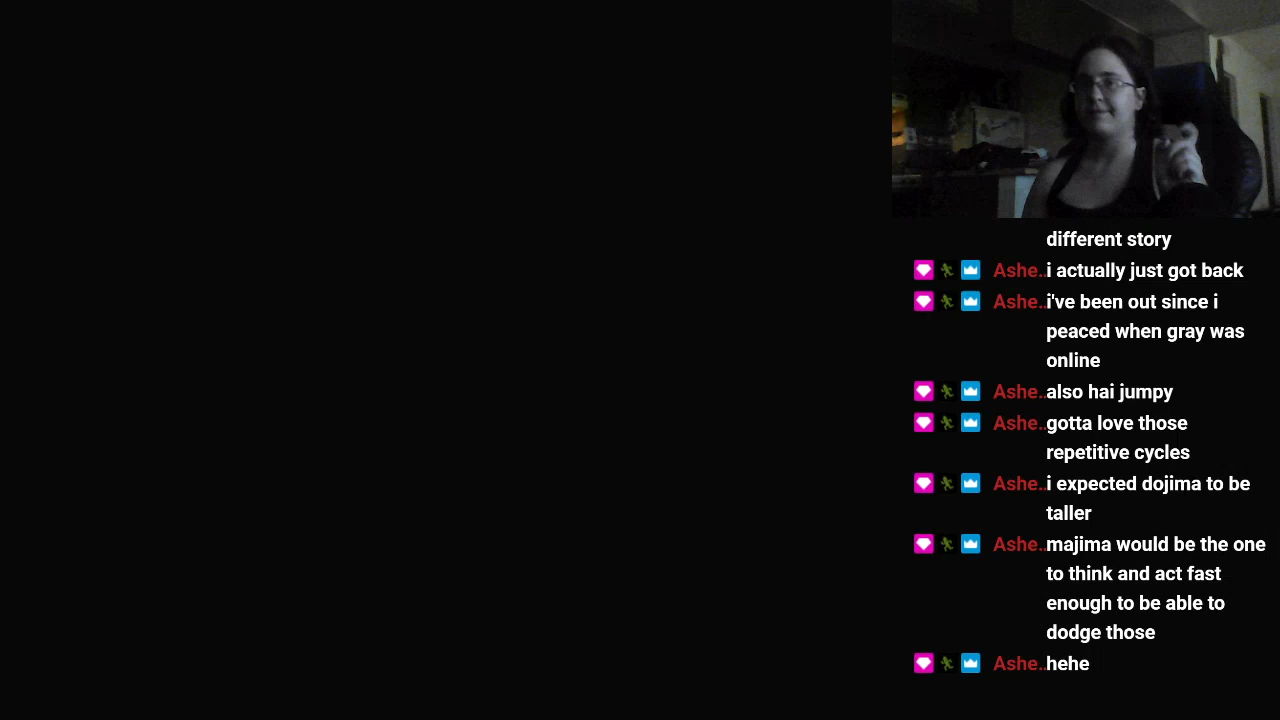 different story
Ashe..i actually just got back
Ashe..i've been out since i
peaced when gray was
online
Ashe..also hai jumpy
Ashe..gotta love those
repetitive cycles
Ashe..i expected dojima to be
taller
Ashe..majima would be the one
to think and act fast
enough to be able to
dodge those
Ashe..hehe